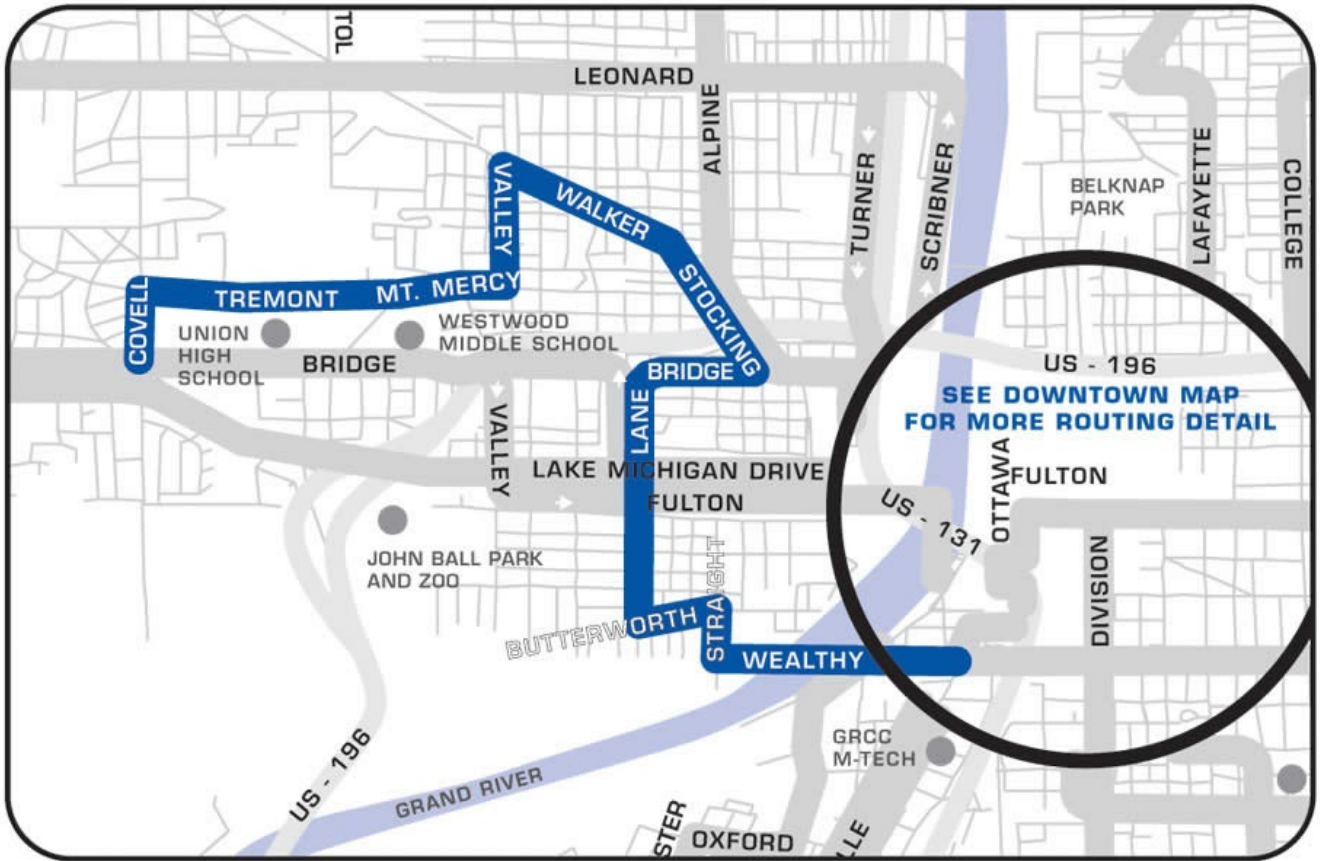 TOL
LEONARD
ALPINE
TURNER
SCRIBNER
BELKNAP
PARK
LAFAYETTE
COLLEGE
VALLEY
WALKER
STOCKING
COVELL
TREMONT
MT. MERCY
UNION
HIGH
SCHOOL
WESTWOOD
MIDDLE SCHOOL
BRIDGE
BRIDGE
US - 196
SEE DOWNTOWN MAP
FOR MORE ROUTING DETAIL
LANE
VALLEY
LAKE MICHIGAN DRIVE
FULTON
OTTAWA
FULTON
US - 131
JOHN BALL PARK
AND ZOO
STRAIGHT
BUTTERWORTH
DIVISION
WEALTHY
US - 196
GRAND RIVER
GRCC
M-TECH
STER
OXFORD
LLE